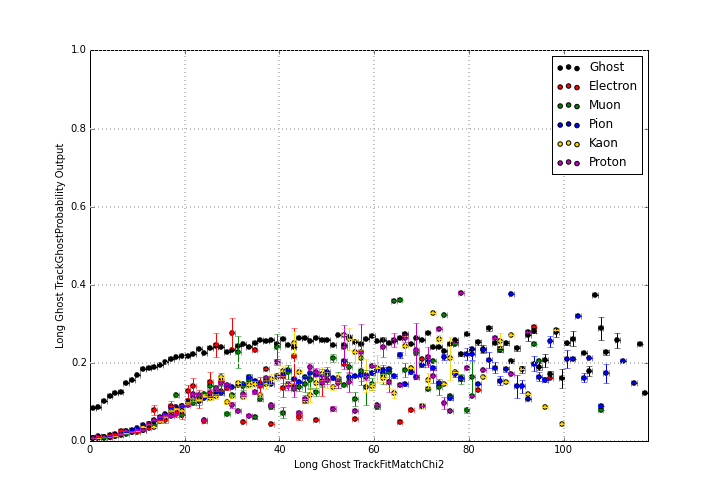 1.0
0.8
0.6
0.4
0.2
0.0
0
20
40
60
80
100
Long Ghost TrackGhostProbability Output
Long Ghost TrackFitMatchChi2
Ghost
Electron
Muon
Pion
Kaon
Proton